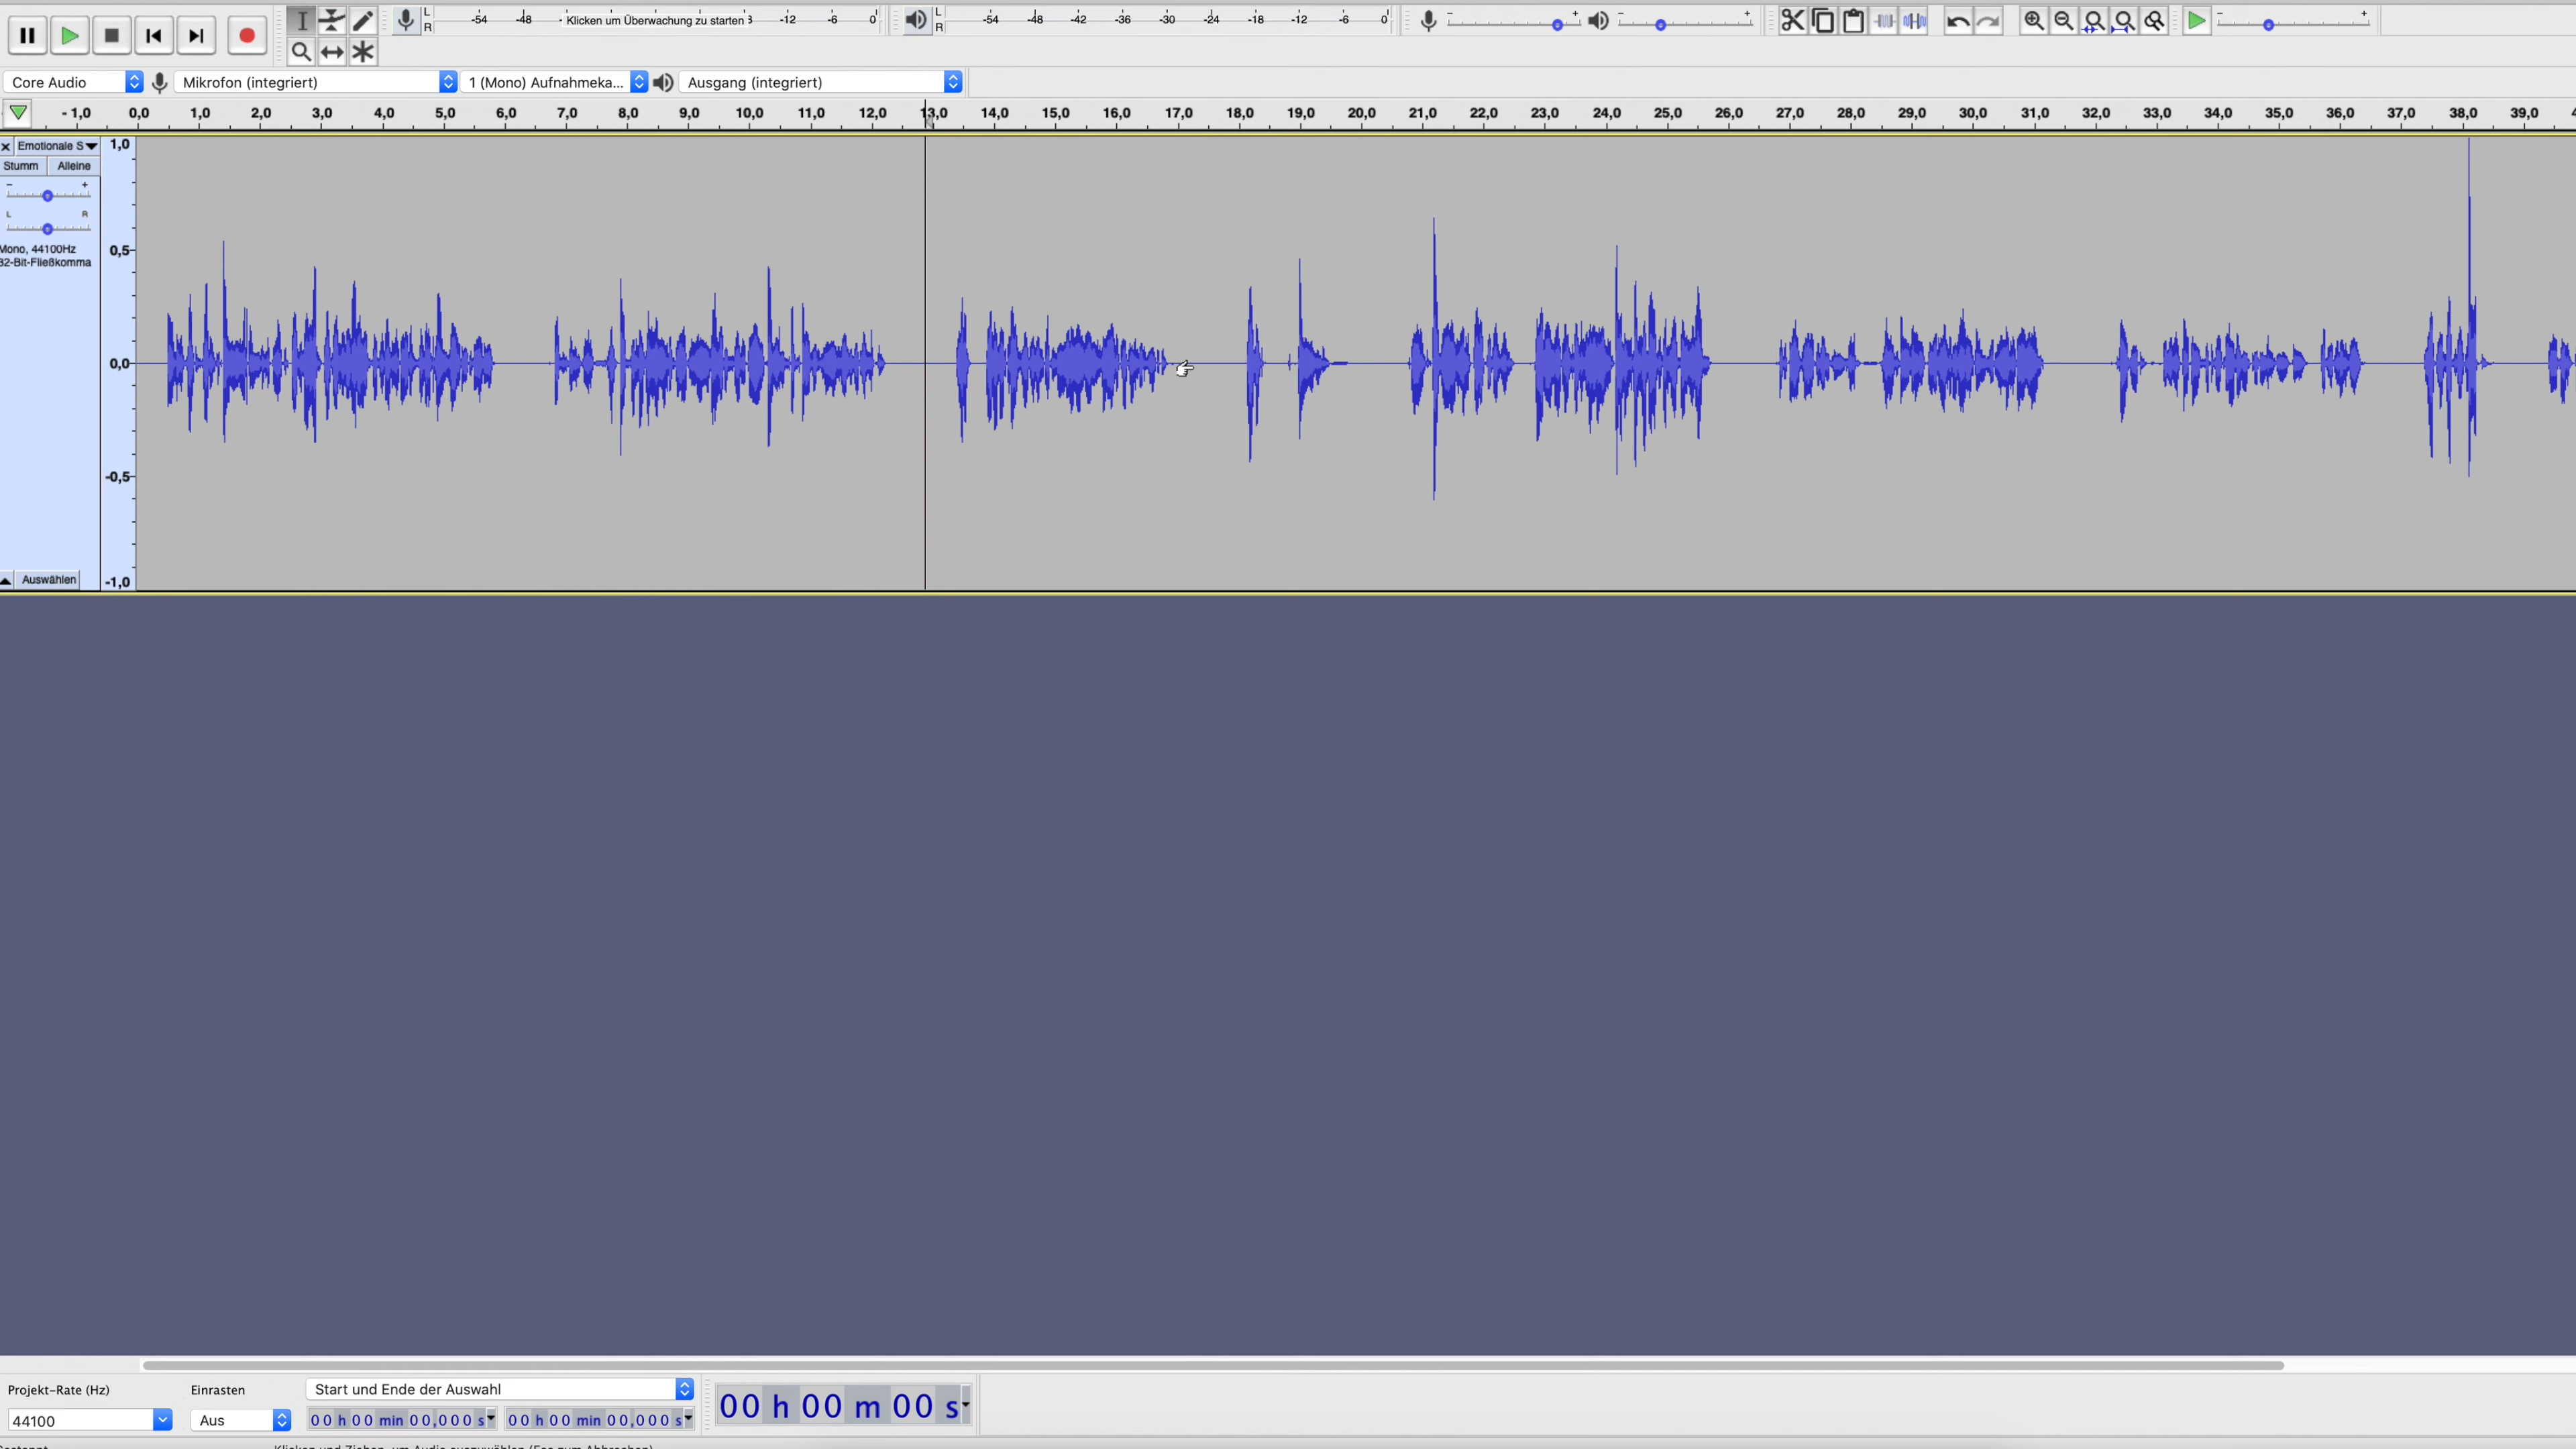 L -54 -48 - Klicken um Überwachung zu starten 3 -12 -6 0 L -54 -48 -42 -36 -30 -24 -18 -12 -6 0 - + - + - +
R R
Core Audio Mikrofon (integriert) 1 (Mono) Aufnahmeka... Ausgang (integriert)
- 1,0 0,0 1,0 2,0 3,0 4,0 5,0 6,0 7,0 8,0 9,0 10,0 11,0 12,0 13,0 14,0 15,0 16,0 17,0 18,0 19,0 20,0 21,0 22,0 23,0 24,0 25,0 26,0 27,0 28,0 29,0 30,0 31,0 32,0 33,0 34,0 35,0 36,0 37,0 38,0 39,0
Emotionale S 1,0
Stumm Alleine
- +
L R
Mono, 44100Hz 0,5
32-Bit-Fließkomma
0,0
-0,5
Auswählen -1,0
Projekt-Rate (Hz) Einrasten Start und Ende der Auswahl
44100 Aus 00 h 00 min 00,000 s 00 h 00 min 00,000 s 00 h 00 m 00 s
Klicken und Ziehen, um Audio auszuwählen (Esc zum Abbrechen)